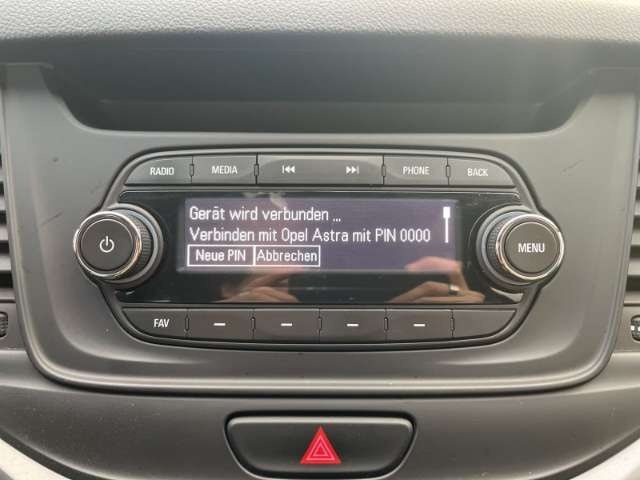 RADIO MEDIA PHONE BACK
Gerät wird verbunden ...
Verbinden mit Opel Astra mit PIN 0000
Neue PIN Abbrechen
MENU
FAV